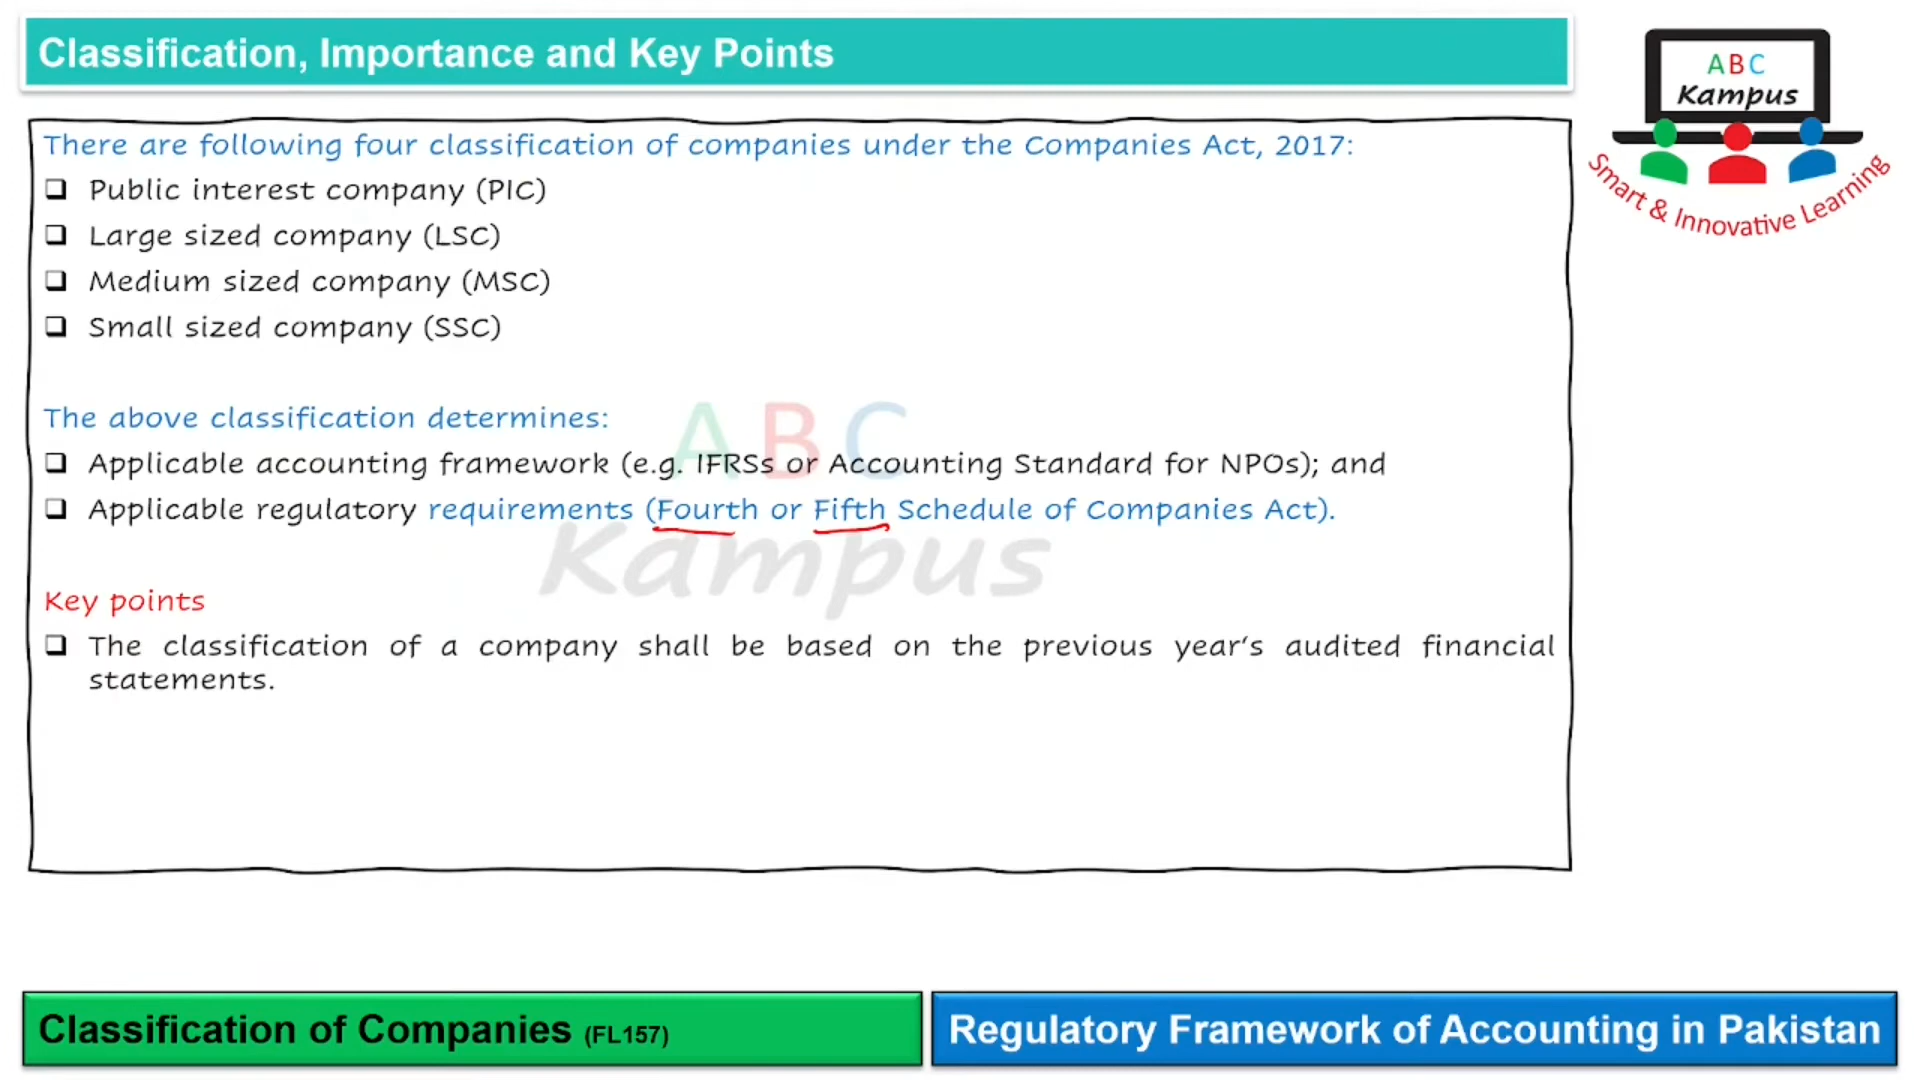 Classification, Importance and Key Points
ABC
Kampus
Smart & Innovative Learning
There are following four classification of companies under the Companies Act, 2017:
❑ Public interest company (PIC)
❑ Large sized company (LSC)
❑ Medium sized company (MSC)
❑ Small sized company (SSC)
The above classification determines:
❑ Applicable accounting framework (e.g. IFRSs or Accounting Standard for NPOs); and
❑ Applicable regulatory requirements (Fourth or Fifth Schedule of Companies Act).
ABC
Kampus
Key points
❑ The classification of a company shall be based on the previous year's audited financial
statements.
Classification of Companies (FL157)
Regulatory Framework of Accounting in Pakistan